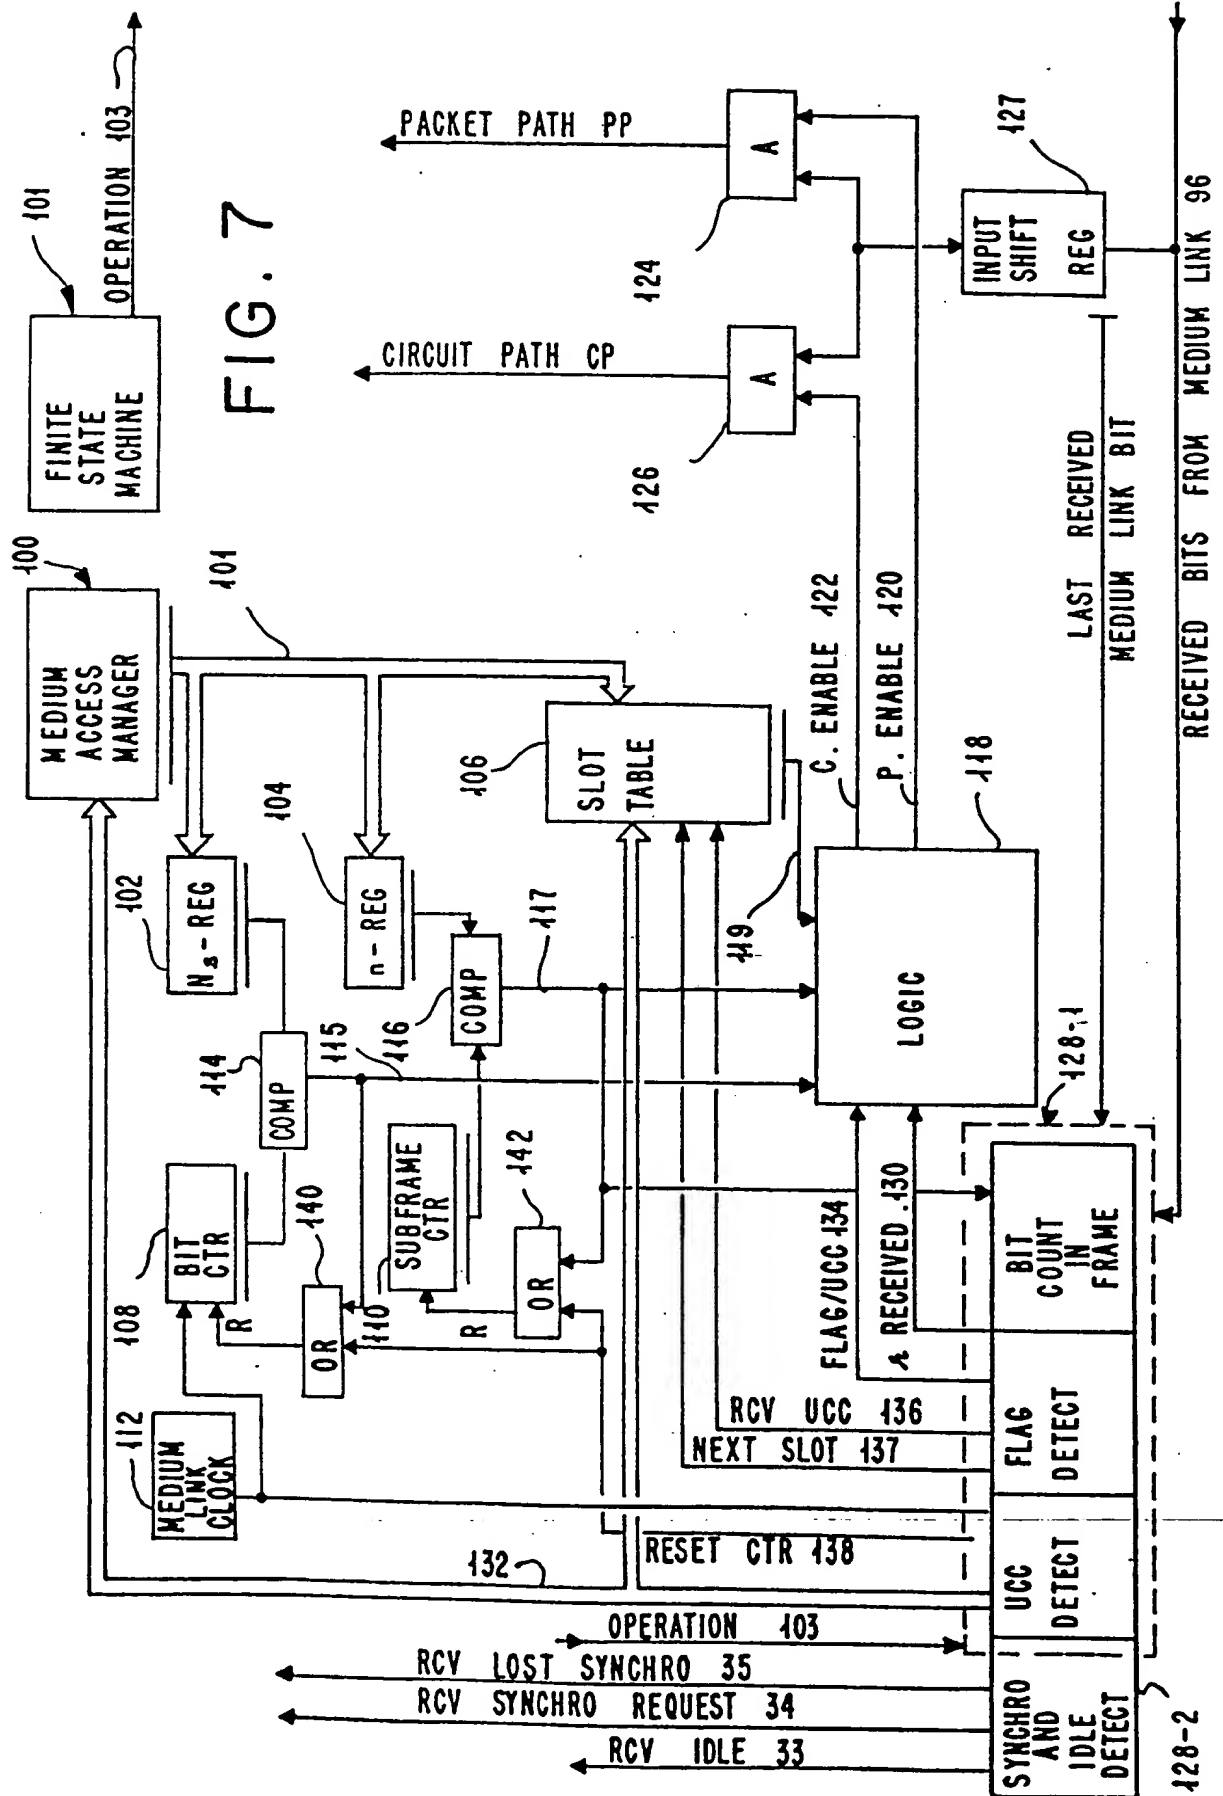 FIG. 7
MEDIUM
ACCESS
MANAGER
100
FINITE
STATE
MACHINE
101
OPERATION 103
101
MEDIUM
LINK
CLOCK
112
BIT
CTR
108
R
OR
140
COMP
114
115
Ns-REG
102
n-REG
104
SUBFRAME
CTR
110
R
OR
142
COMP
116
117
SLOT
TABLE
106
119
PACKET PATH PP
CIRCUIT PATH CP
A
124
A
126
C. ENABLE 122
P. ENABLE 120
LOGIC
118
INPUT
SHIFT
REG
127
LAST RECEIVED
MEDIUM LINK BIT
RECEIVED BITS FROM MEDIUM LINK 96
FLAG/UCC 134
s RECEIVED 130
RCV UCC 136
NEXT SLOT 137
RESET CTR 138
132
OPERATION 103
RCV LOST SYNCHRO 35
RCV SYNCHRO REQUEST 34
RCV IDLE 33
SYNCHRO
AND
IDLE
DETECT
UCC
DETECT
FLAG
DETECT
BIT
COUNT
IN
FRAME
128-1
128-2